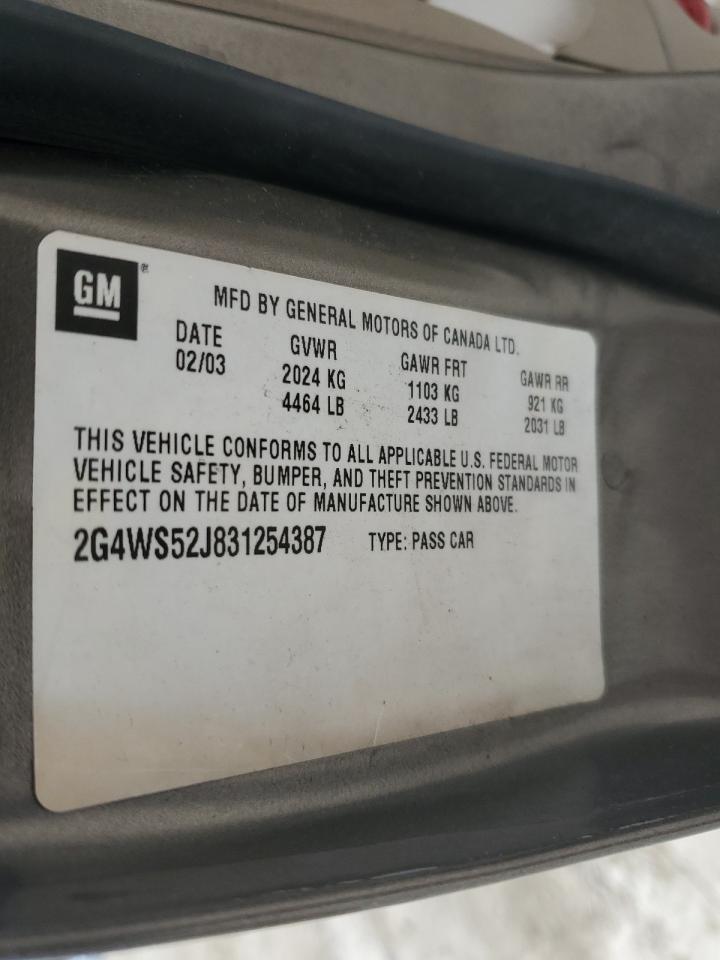 GM®
MFD BY GENERAL MOTORS OF CANADA LTD.
DATE GVWR GAWR FRT GAWR RR
02/03 2024 KG 1103 KG 921 KG
4464 LB 2433 LB 2031 LB
THIS VEHICLE CONFORMS TO ALL APPLICABLE U.S. FEDERAL MOTOR
VEHICLE SAFETY, BUMPER, AND THEFT PREVENTION STANDARDS IN
EFFECT ON THE DATE OF MANUFACTURE SHOWN ABOVE.
2G4WS52J831254387 TYPE: PASS CAR